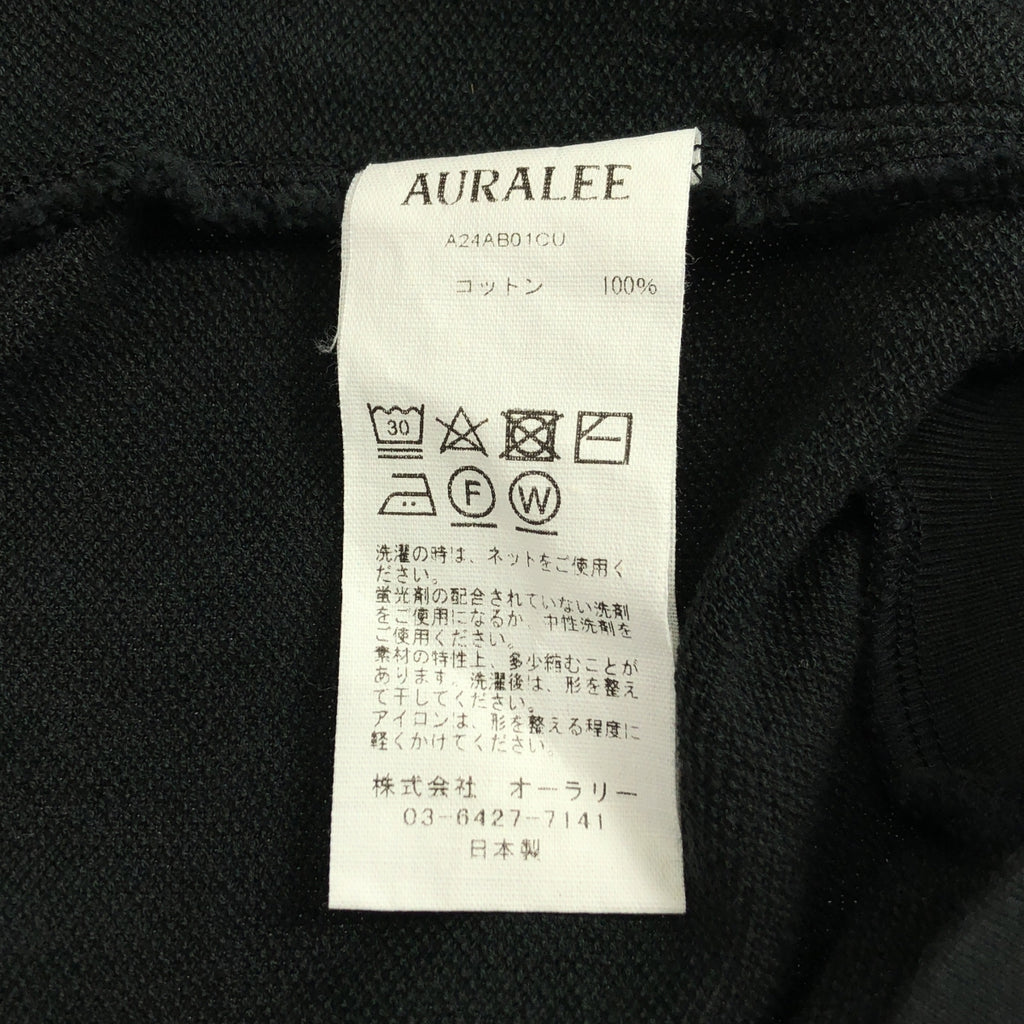 AURALEE
A24AB01CU
コットン 100%
30
F W
洗濯の時は、ネットをご使用く
ださい。
蛍光剤の配合されていない洗剤
をご使用になるか、中性洗剤を
ご使用ください。
素材の特性上、多少縮むことが
あります。洗濯後は、形を整え
て干してください。
アイロンは、形を整える程度に
軽くかけてください。
株式会社 オーラリー
03-6427-7141
日本製